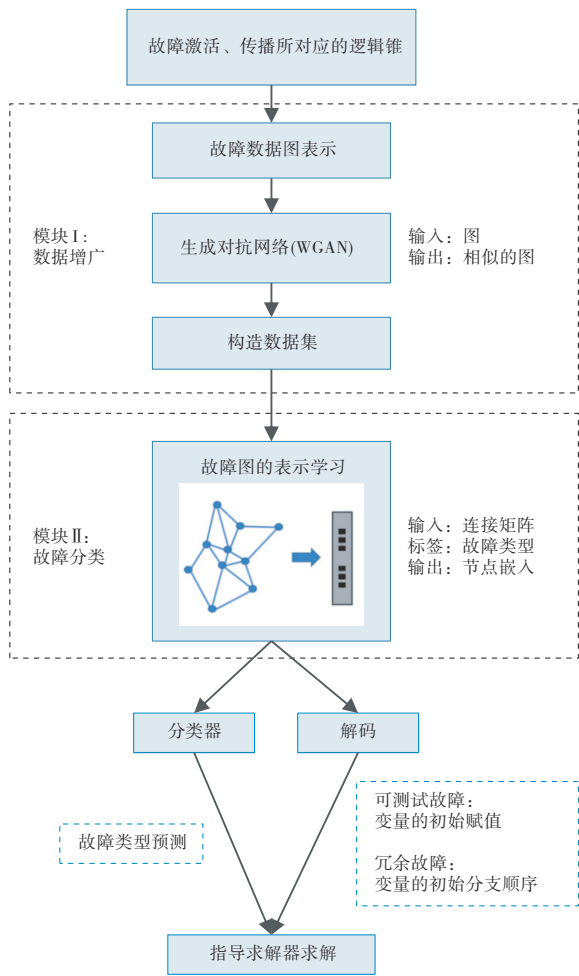 故障激活、传播所对应的逻辑锥
故障数据图表示
模块Ⅰ:
数据增广
生成对抗网络(WGAN)
输入: 图
输出: 相似的图
构造数据集
故障图的表示学习
模块Ⅱ:
故障分类
输入: 连接矩阵
标签: 故障类型
输出: 节点嵌入
分类器
解码
故障类型预测
可测试故障:
变量的初始赋值
冗余故障:
变量的初始分支顺序
指导求解器求解